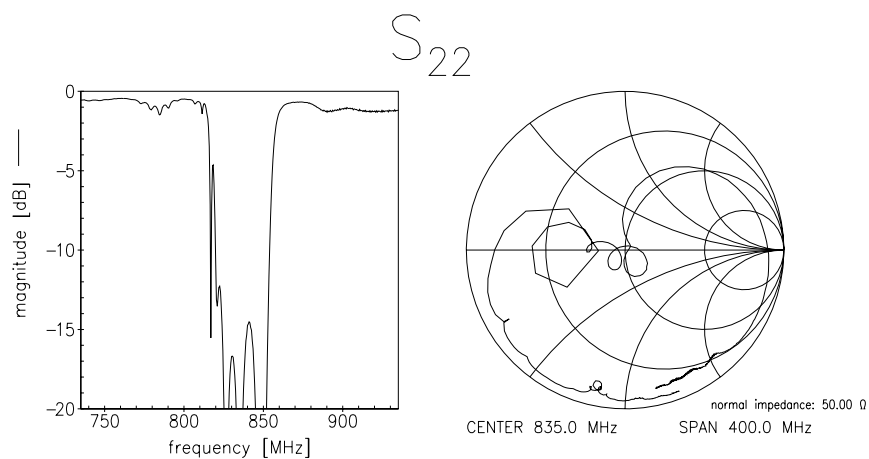 S22
magnitude [dB]
0
−5
−10
−15
−20
750 800 850 900
frequency [MHz]
normal impedance: 50.00 Ω
CENTER 835.0 MHz SPAN 400.0 MHz